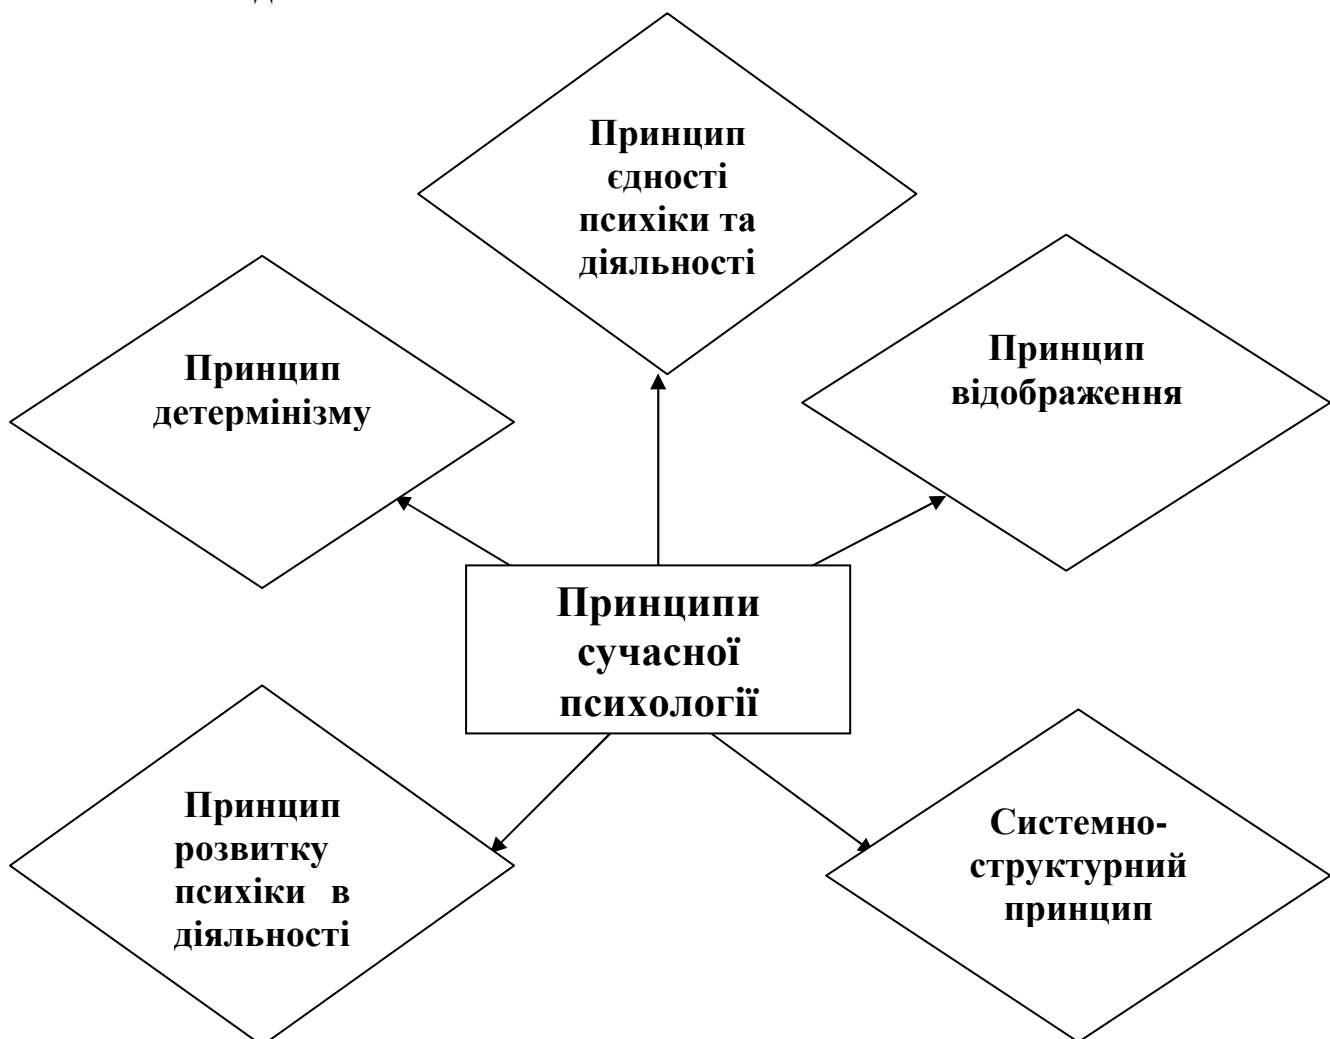 Принцип
єдності
психіки та
діяльності
Принцип
детермінізму
Принцип
відображення
Принципи
сучасної
психології
Принцип
розвитку
психіки в
діяльності
Системно-
структурний
принцип